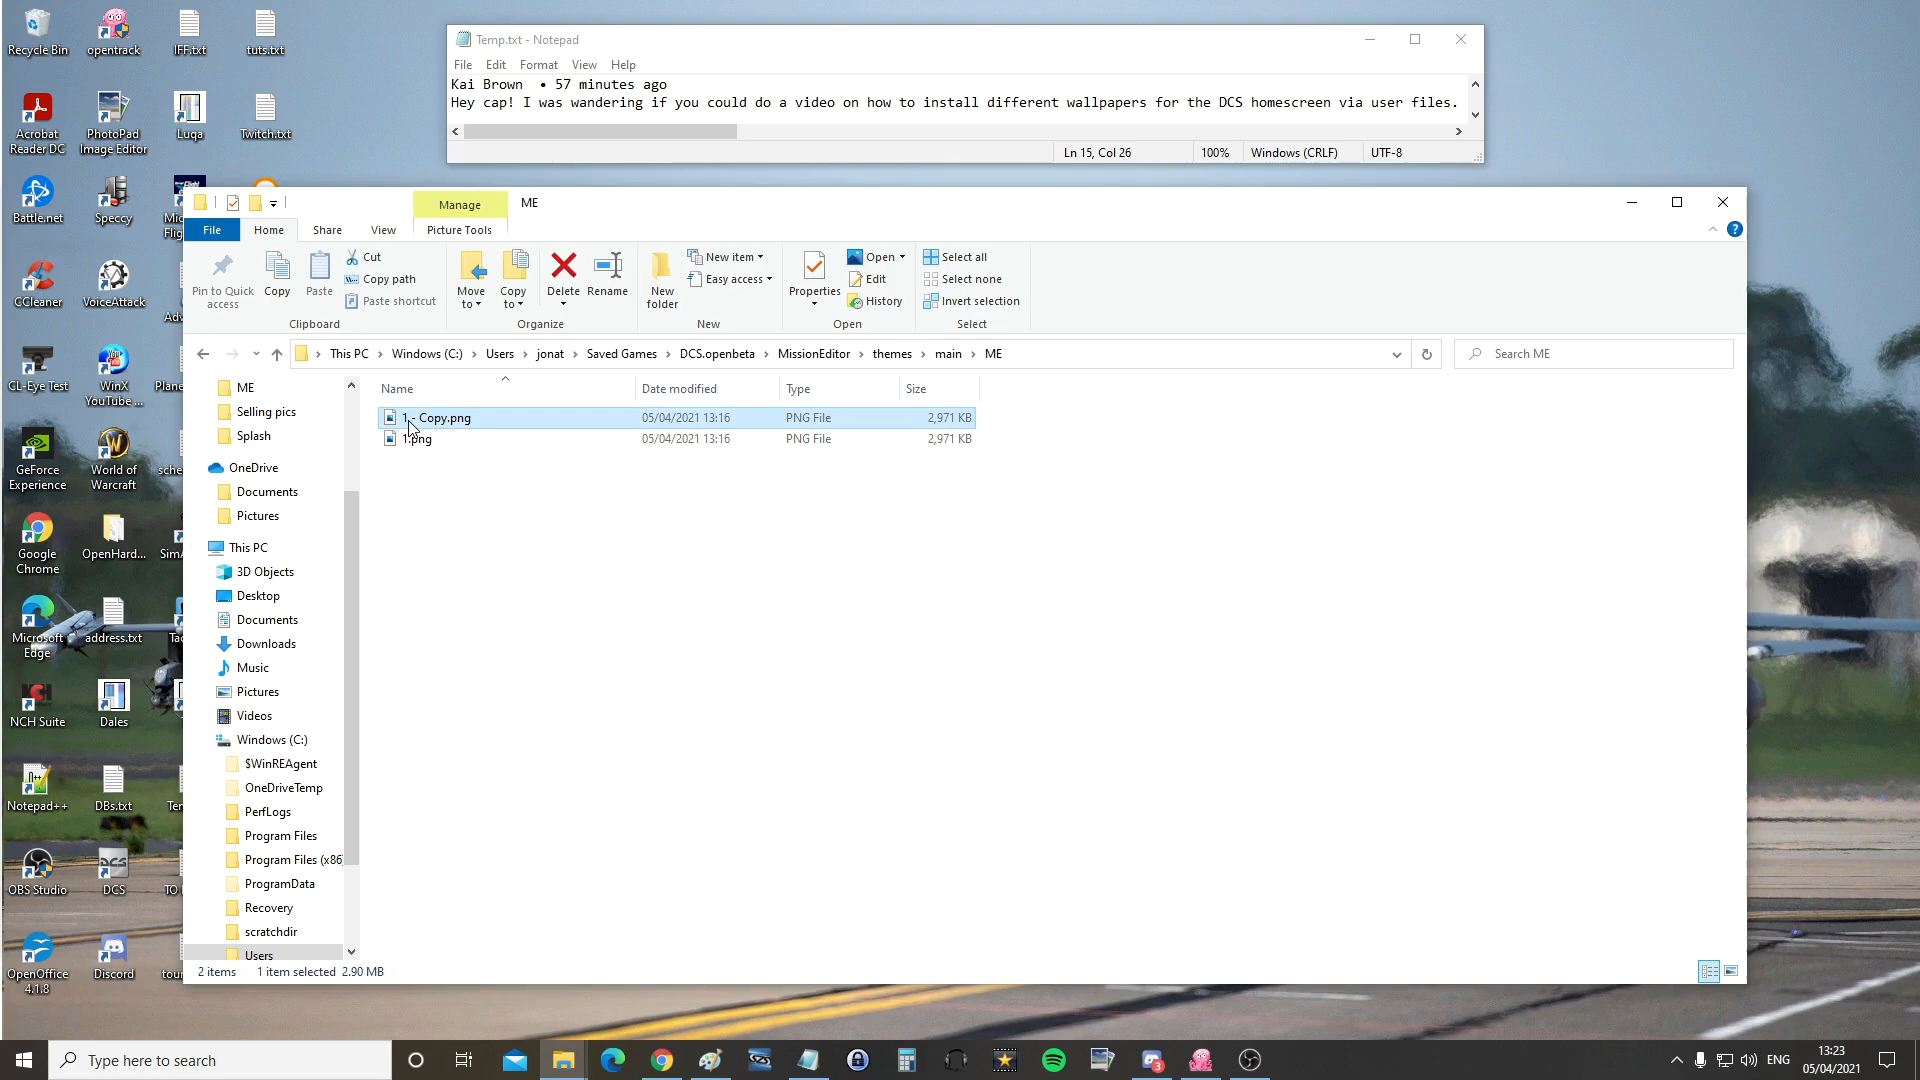 Recycle Bin
opentrack
IFF.txt
tuts.txt
Acrobat
Reader DC
PhotoPad
Image Editor
Luqa
Twitch.txt
Battle.net
Speccy
CCleaner
VoiceAttack
CL-Eye Test
WinX
YouTube ...
GeForce
Experience
World of
Warcraft
Google
Chrome
OpenHard...
Microsoft
Edge
address.txt
NCH Suite
Dales
Notepad++
DBs.txt
OBS Studio
DCS
OpenOffice
4.1.8
Discord
Temp.txt - Notepad
File Edit Format View Help
Kai Brown • 57 minutes ago
Hey cap! I was wandering if you could do a video on how to install different wallpapers for the DCS homescreen via user files.
Ln 15, Col 26 100% Windows (CRLF) UTF-8
Manage ME
File Home Share View Picture Tools
Pin to Quick
access
Copy
Paste
Cut
Copy path
Paste shortcut
Clipboard
Move
to
Copy
to
Delete
Rename
Organize
New
folder
New item
Easy access
New
Properties
Open
Edit
History
Open
Select all
Select none
Invert selection
Select
This PC > Windows (C:) > Users > jonat > Saved Games > DCS.openbeta > MissionEditor > themes > main > ME
Search ME
Name Date modified Type Size
1 - Copy.png 05/04/2021 13:16 PNG File 2,971 KB
1.png 05/04/2021 13:16 PNG File 2,971 KB
ME
Selling pics
Splash
OneDrive
Documents
Pictures
This PC
3D Objects
Desktop
Documents
Downloads
Music
Pictures
Videos
Windows (C:)
$WinREAgent
OneDriveTemp
PerfLogs
Program Files
Program Files (x86
ProgramData
Recovery
scratchdir
Users
2 items 1 item selected 2.90 MB
Type here to search
3
ENG
13:23
05/04/2021